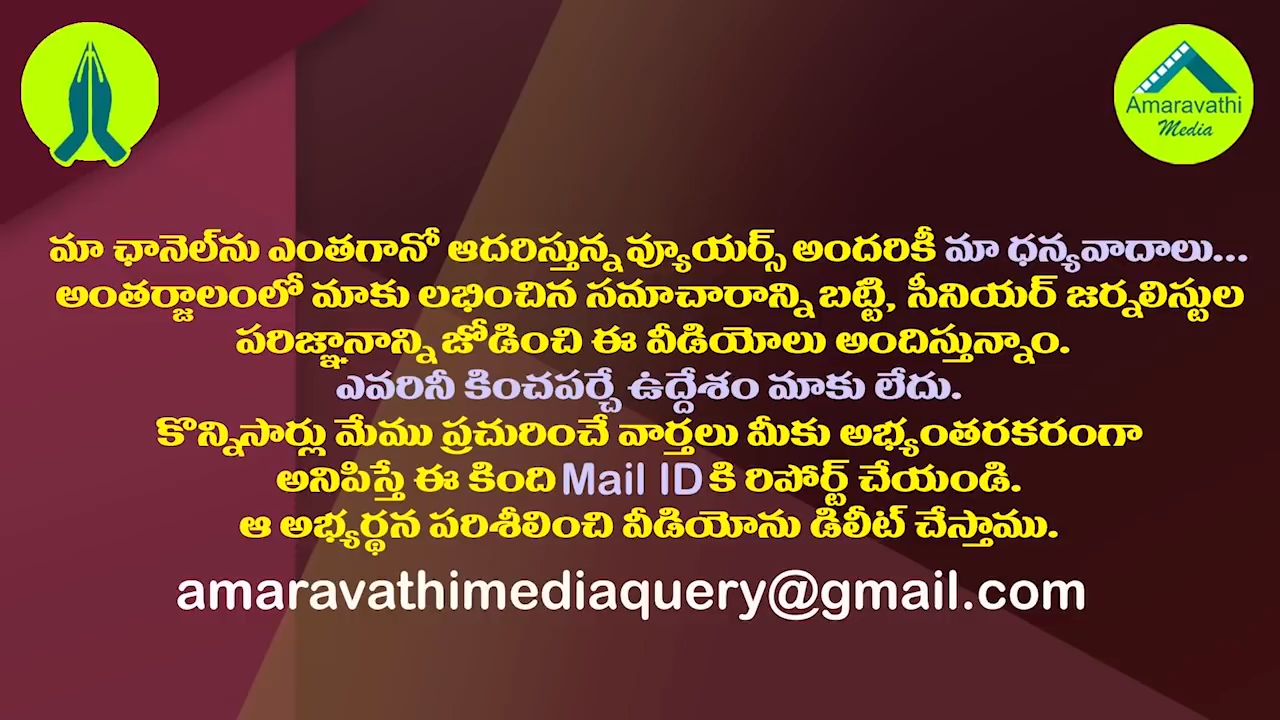 Amaravathi
Media
మా ఛానెల్‌ను ఎంతగానో ఆదరిస్తున్న వ్యూయర్స్ అందరికీ మా ధన్యవాదాలు...
అంతర్జాలంలో మాకు లభించిన సమాచారాన్ని బట్టి, సీనియర్ జర్నలిస్టుల
పరిజ్ఞానాన్ని జోడించి ఈ వీడియోలు అందిస్తున్నాం.
ఎవరినీ కించపర్చే ఉద్దేశం మాకు లేదు.
కొన్నిసార్లు మేము ప్రచురించే వార్తలు మీకు అభ్యంతరకరంగా
అనిపిస్తే ఈ కింది Mail ID కి రిపోర్ట్ చేయండి.
ఆ అభ్యర్థన పరిశీలించి వీడియోను డిలీట్ చేస్తాము.
amaravathimediaquery@gmail.com